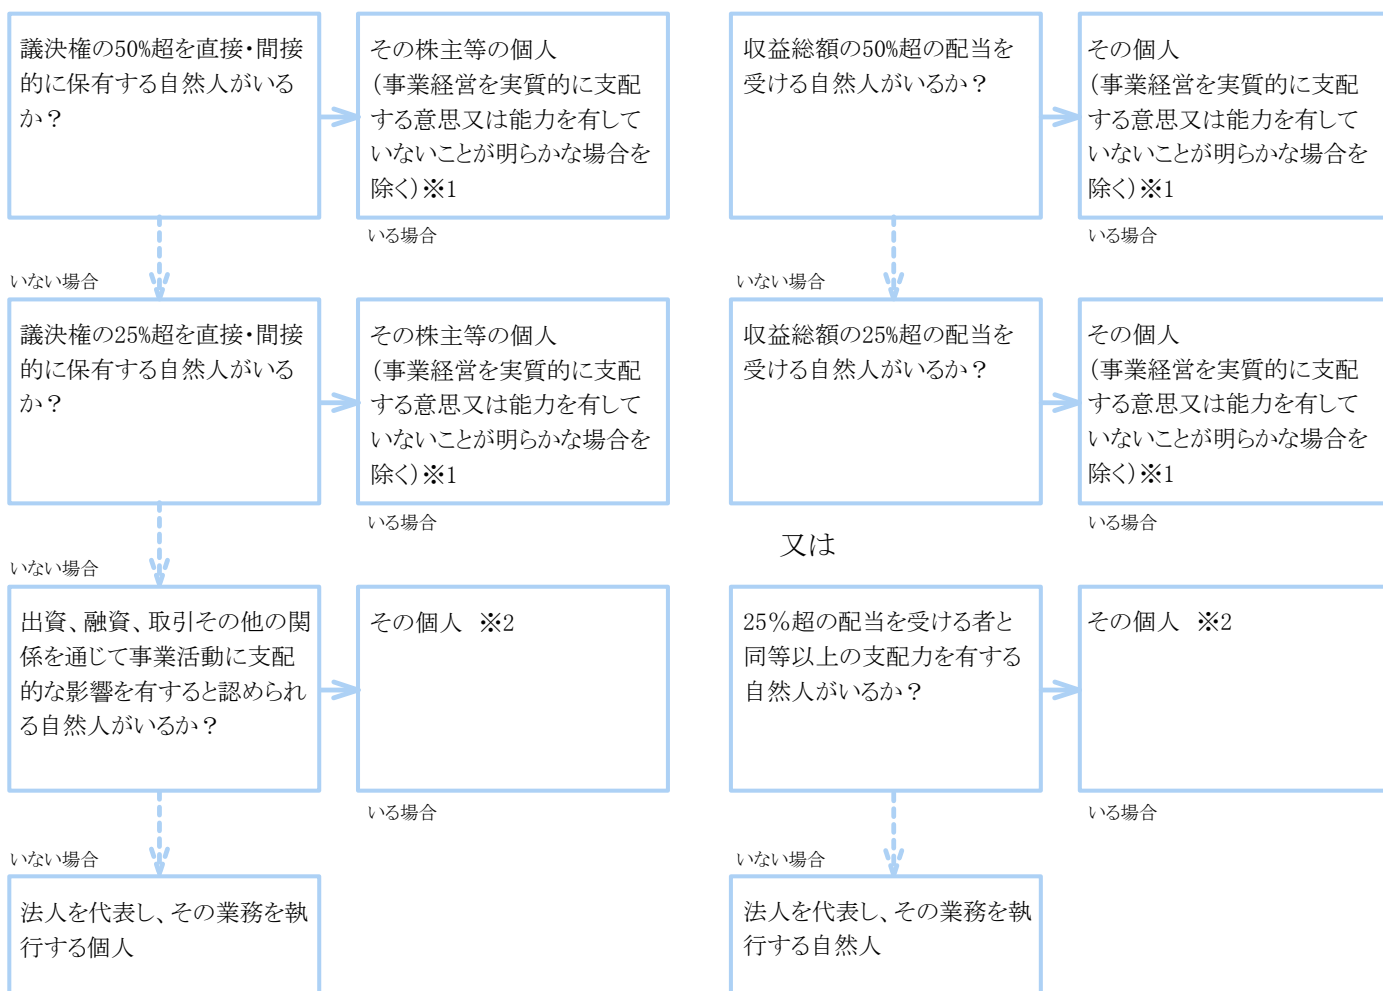 議決権の50%超を直接・間接
的に保有する自然人がいる
か？
その株主等の個人
（事業経営を実質的に支配
する意思又は能力を有して
いないことが明らかな場合を
除く）※1
いる場合
いない場合
議決権の25%超を直接・間接
的に保有する自然人がいる
か？
その株主等の個人
（事業経営を実質的に支配
する意思又は能力を有して
いないことが明らかな場合を
除く）※1
いる場合
いない場合
出資、融資、取引その他の関
係を通じて事業活動に支配
的な影響を有すると認められ
る自然人がいるか？
その個人　※2
いる場合
いない場合
法人を代表し、その業務を執
行する個人
収益総額の50%超の配当を
受ける自然人がいるか？
その個人
（事業経営を実質的に支配
する意思又は能力を有して
いないことが明らかな場合を
除く）※1
いる場合
いない場合
収益総額の25%超の配当を
受ける自然人がいるか？
その個人
（事業経営を実質的に支配
する意思又は能力を有して
いないことが明らかな場合を
除く）※1
いる場合
又は
25％超の配当を受ける者と
同等以上の支配力を有する
自然人がいるか？
その個人　※2
いる場合
いない場合
法人を代表し、その業務を執
行する自然人